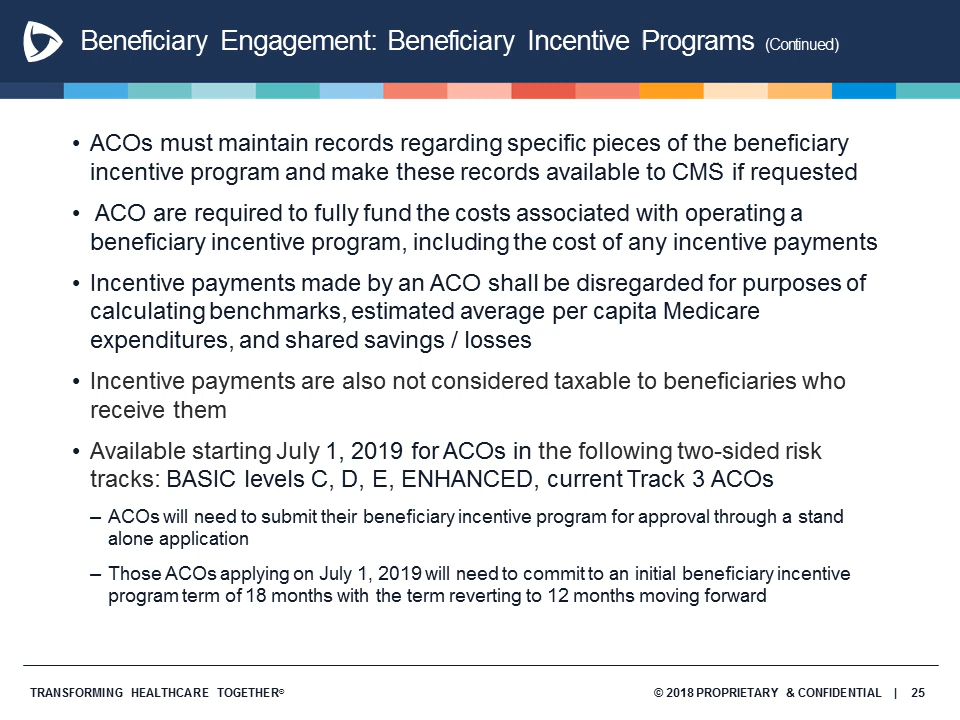 Beneficiary Engagement: Beneficiary Incentive Programs (Continued)
• ACOs must maintain records regarding specific pieces of the beneficiary
incentive program and make these records available to CMS if requested
• ACO are required to fully fund the costs associated with operating a
beneficiary incentive program, including the cost of any incentive payments
• Incentive payments made by an ACO shall be disregarded for purposes of
calculating benchmarks, estimated average per capita Medicare
expenditures, and shared savings / losses
• Incentive payments are also not considered taxable to beneficiaries who
receive them
• Available starting July 1, 2019 for ACOs in the following two-sided risk
tracks: BASIC levels C, D, E, ENHANCED, current Track 3 ACOs
– ACOs will need to submit their beneficiary incentive program for approval through a stand
alone application
– Those ACOs applying on July 1, 2019 will need to commit to an initial beneficiary incentive
program term of 18 months with the term reverting to 12 months moving forward
TRANSFORMING HEALTHCARE TOGETHER® © 2018 PROPRIETARY & CONFIDENTIAL | 25